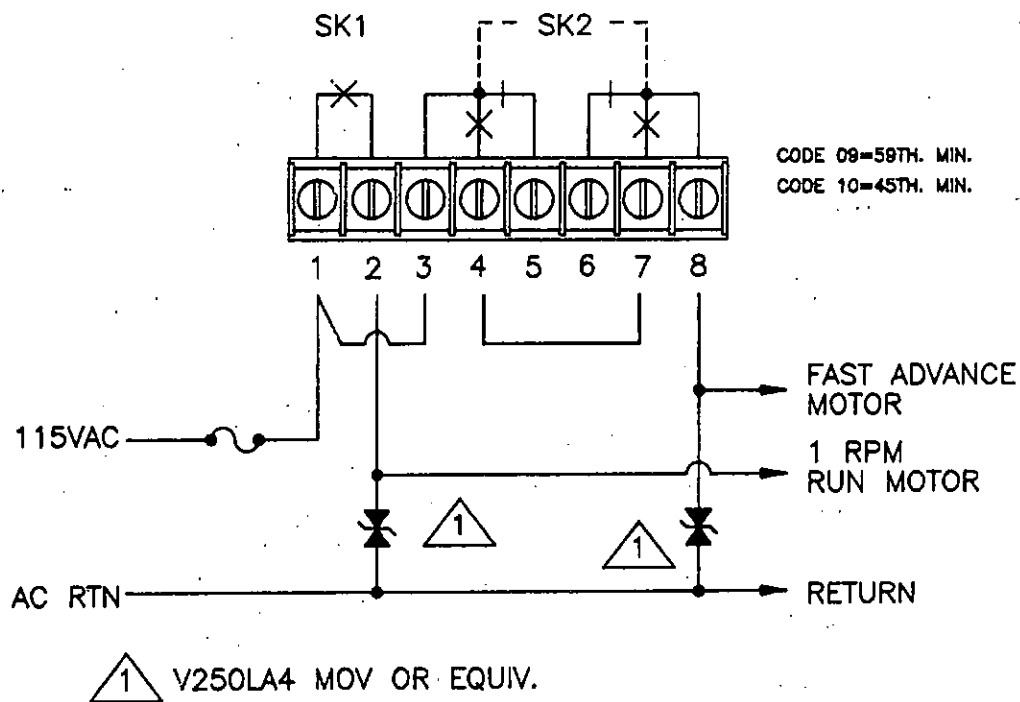 SK1
SK2
CODE 09=59TH. MIN.
CODE 10=45TH. MIN.
1 2 3 4 5 6 7 8
FAST ADVANCE
MOTOR
115VAC
1 RPM
RUN MOTOR
1
1
AC RTN
RETURN
1 V250LA4 MOV OR EQUIV.